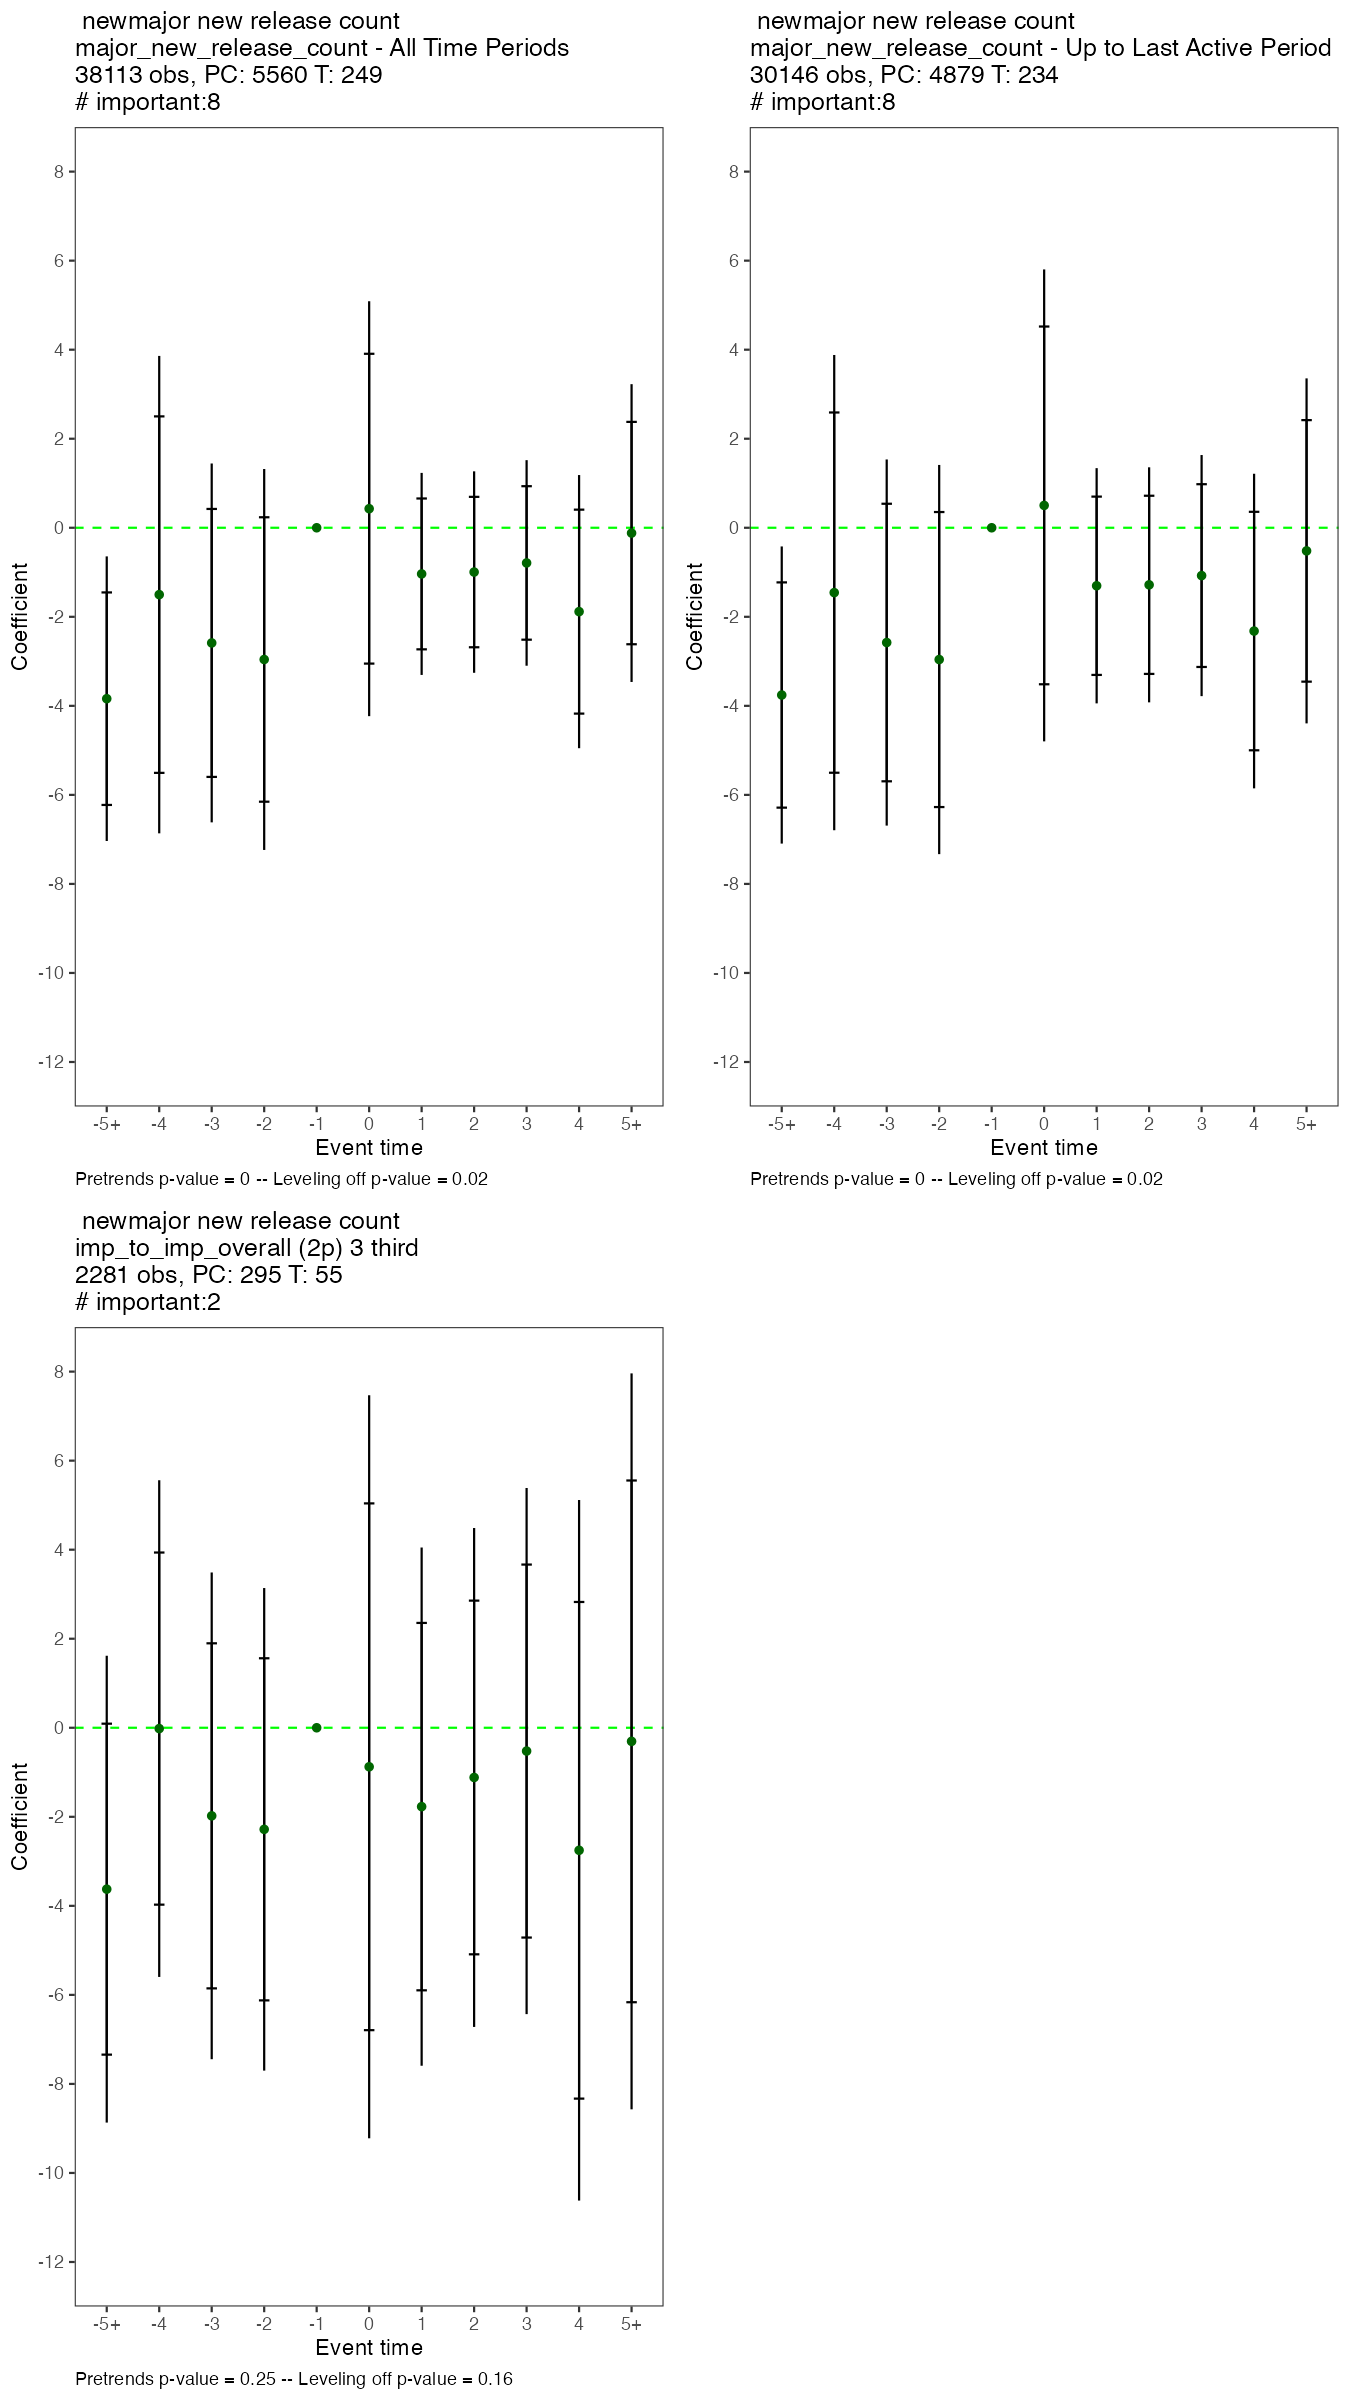 newmajor new release count
major_new_release_count - All Time Periods
38113 obs, PC: 5560 T: 249
# important:8
8
6
4
2
0
-2
-4
-6
-8
-10
-12
Coefficient
-5+ -4 -3 -2 -1 0 1 2 3 4 5+
Event time
Pretrends p-value = 0 -- Leveling off p-value = 0.02
newmajor new release count
major_new_release_count - Up to Last Active Period
30146 obs, PC: 4879 T: 234
# important:8
8
6
4
2
0
-2
-4
-6
-8
-10
-12
Coefficient
-5+ -4 -3 -2 -1 0 1 2 3 4 5+
Event time
Pretrends p-value = 0 -- Leveling off p-value = 0.02
newmajor new release count
imp_to_imp_overall (2p) 3 third
2281 obs, PC: 295 T: 55
# important:2
8
6
4
2
0
-2
-4
-6
-8
-10
-12
Coefficient
-5+ -4 -3 -2 -1 0 1 2 3 4 5+
Event time
Pretrends p-value = 0.25 -- Leveling off p-value = 0.16